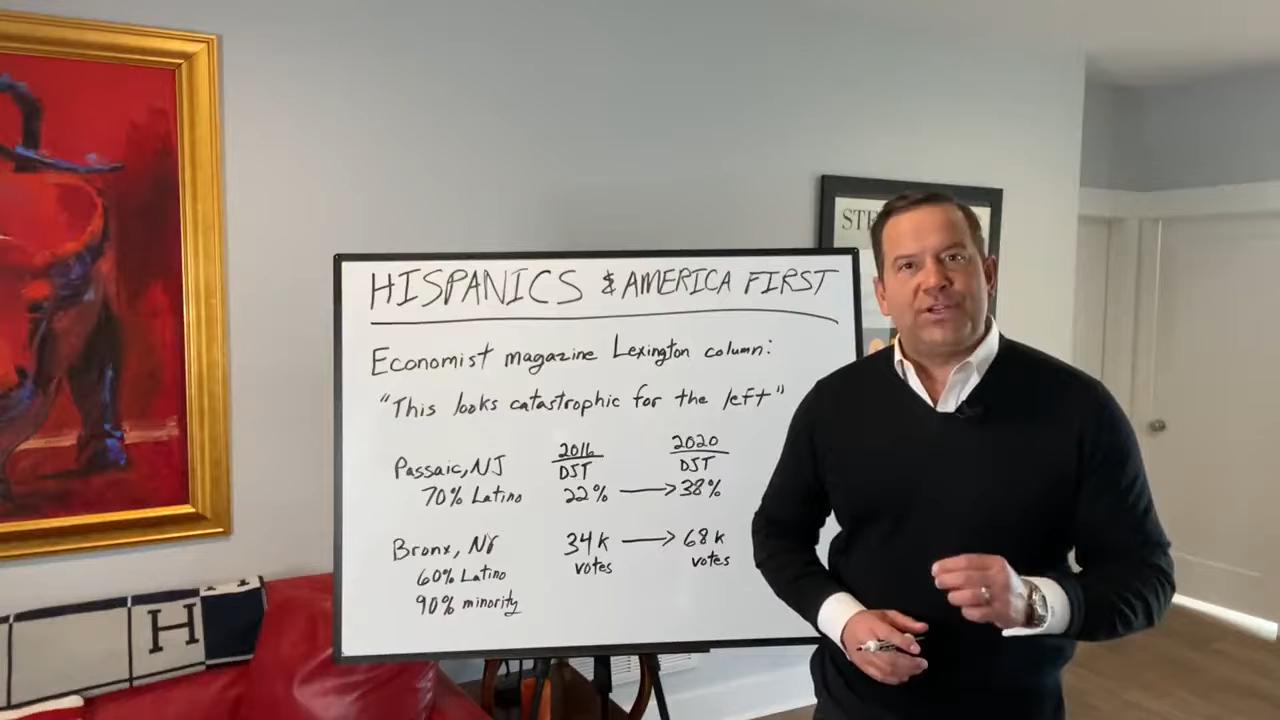 HISPANICS & AMERICA FIRST
Economist magazine Lexington column:
"This looks catastrophic for the left"
2016 2020
DJT DJT
Passaic, NJ
70% Latino 22% → 38%
Bronx, NY 34k → 68k
votes votes
60% Latino
90% minority
H
H